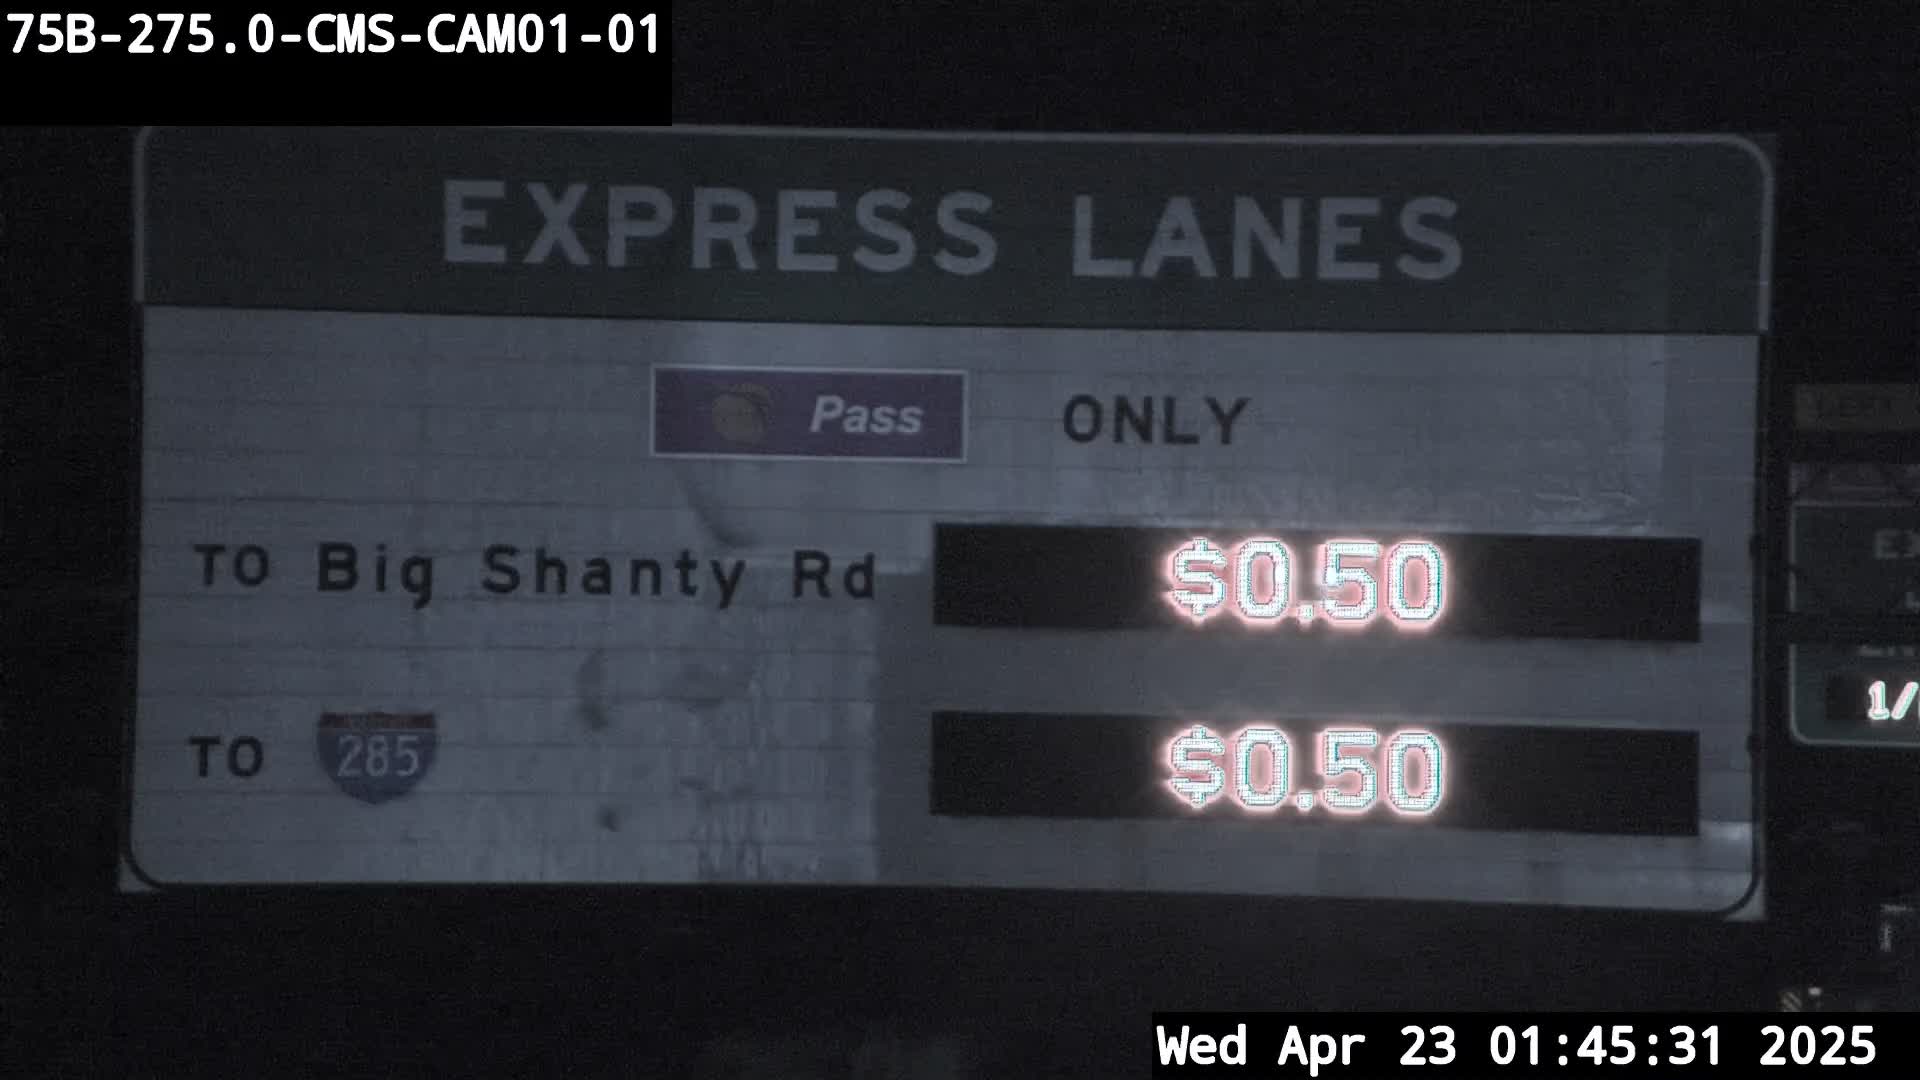 75B-275.0-CMS-CAM01-01
EXPRESS LANES
Pass ONLY
TO Big Shanty Rd $0.50
TO 285 $0.50
1/
Wed Apr 23 01:45:31 2025